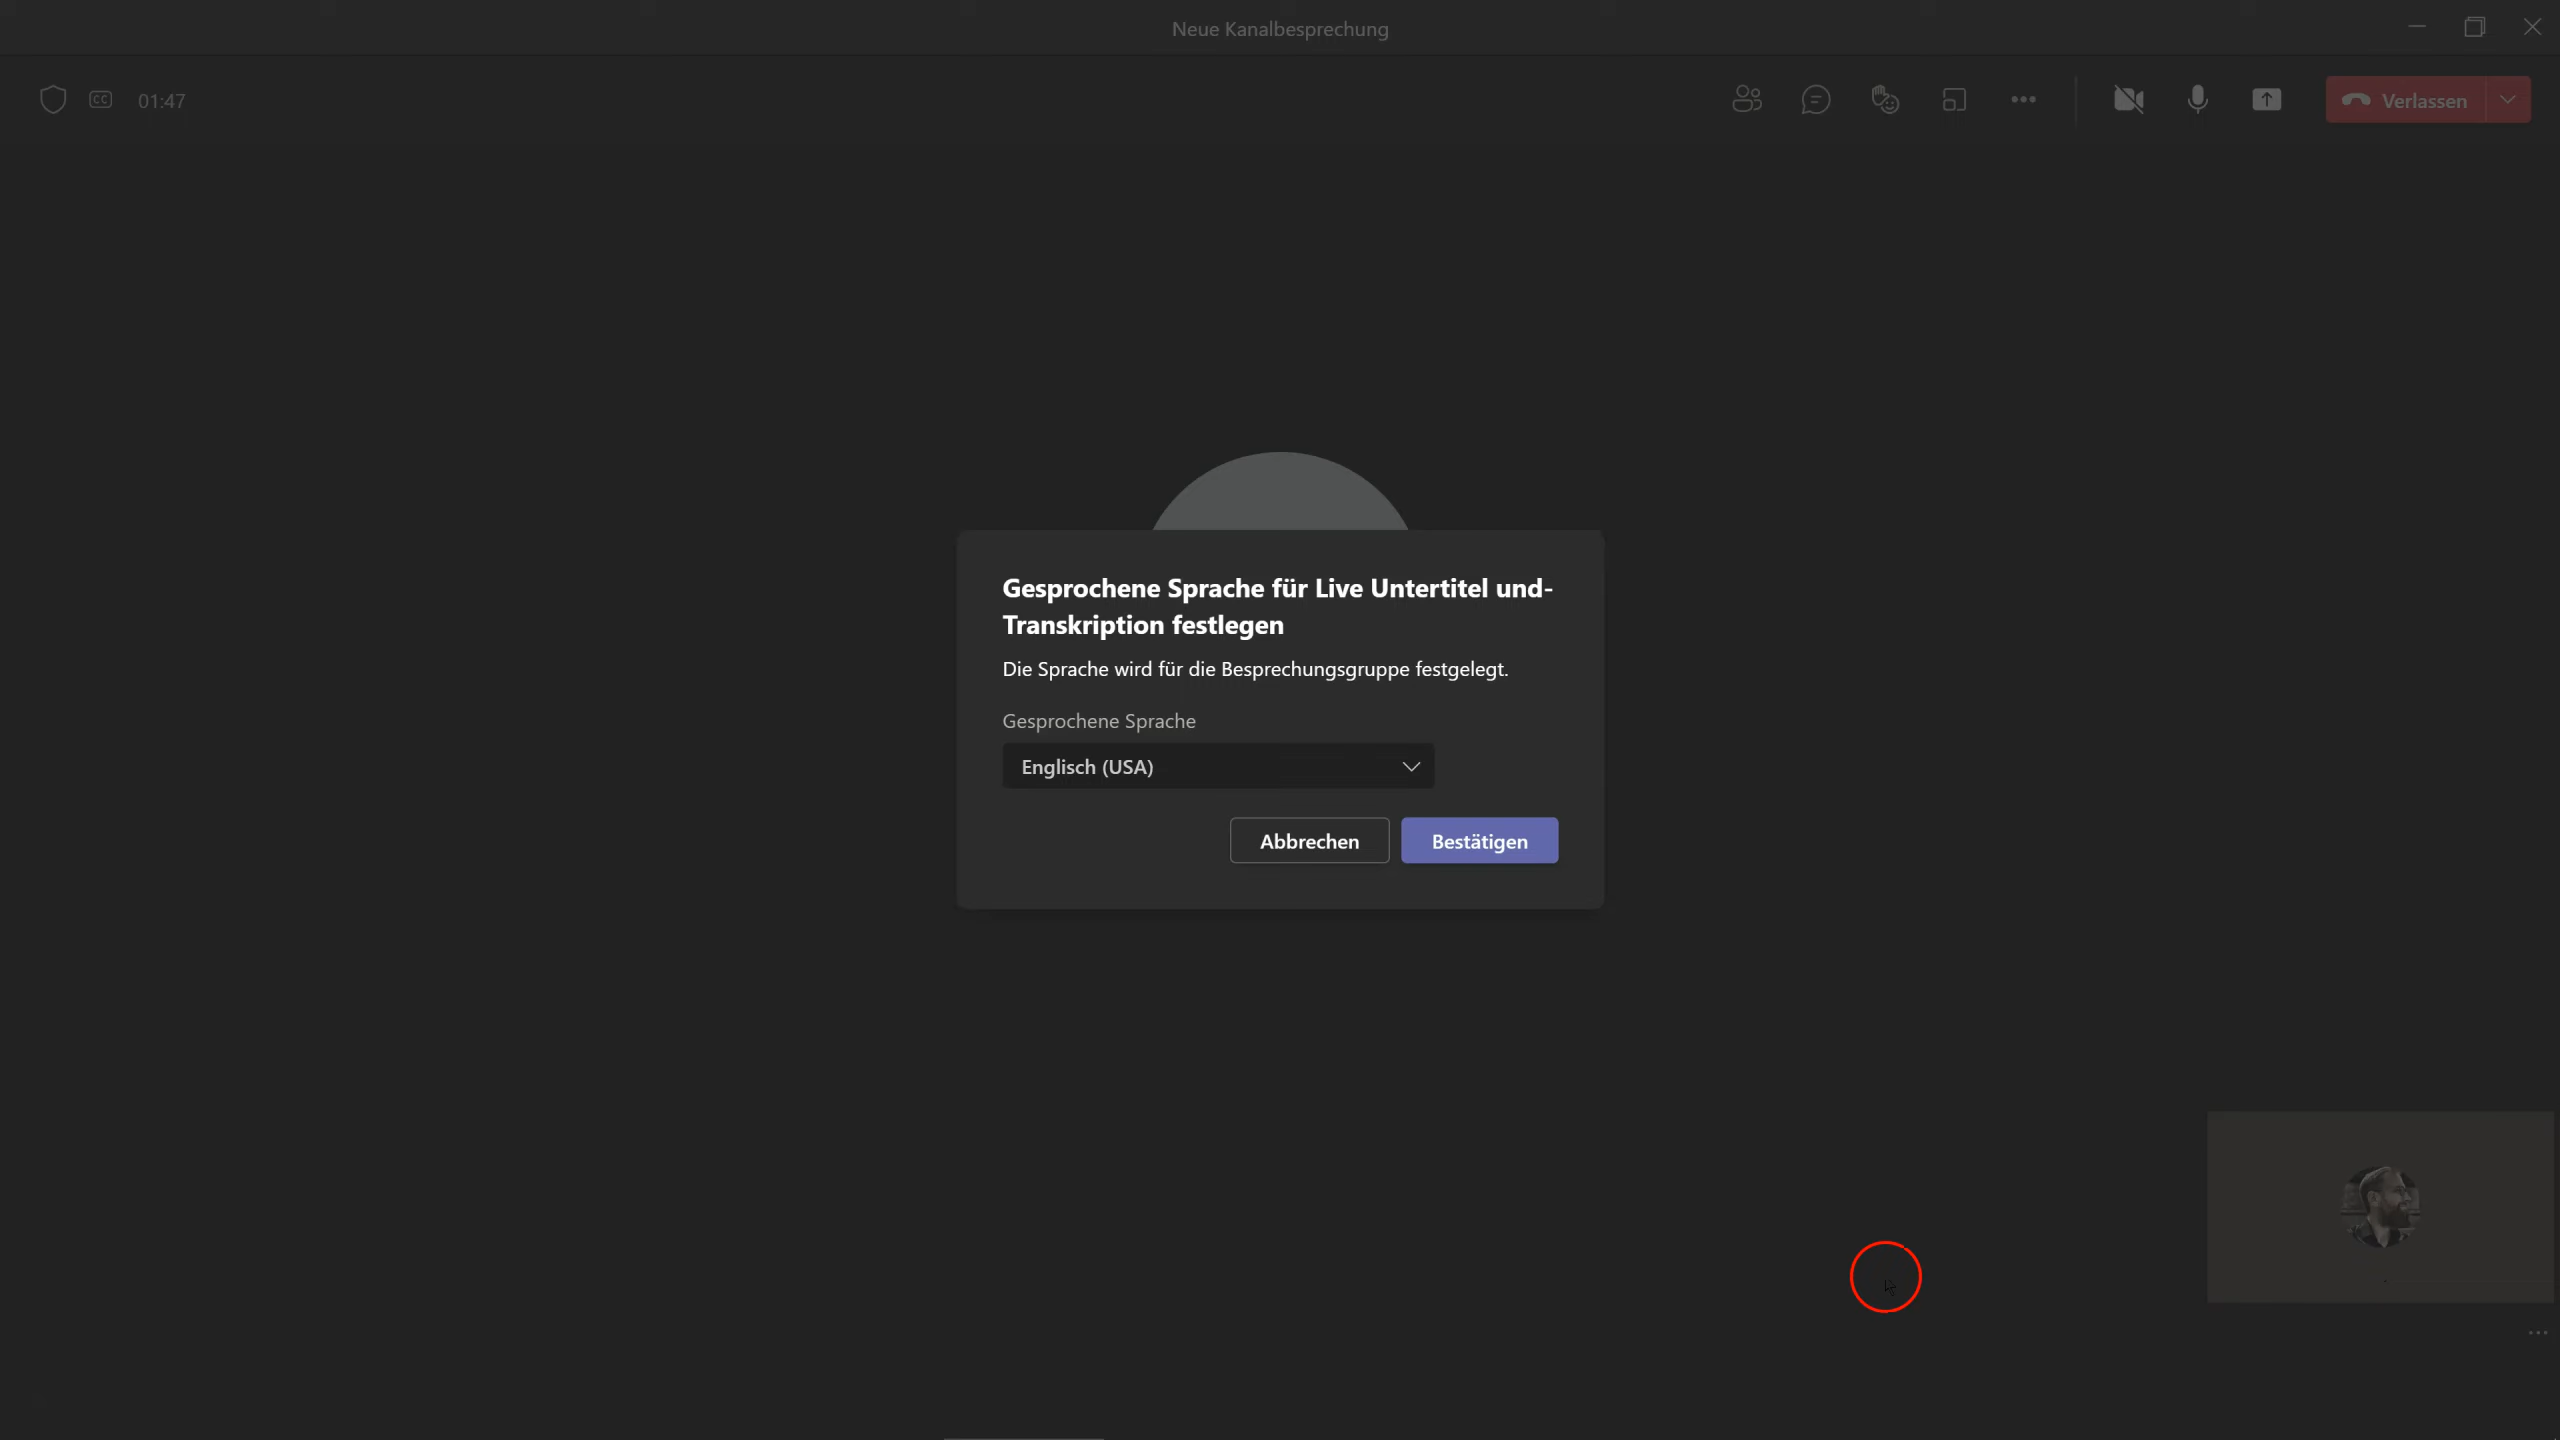 Neue Kanalbesprechung
CC 01:47 Verlassen
Gesprochene Sprache für Live Untertitel und-
Transkription festlegen
Die Sprache wird für die Besprechungsgruppe festgelegt.
Gesprochene Sprache
Englisch (USA)
Abbrechen Bestätigen